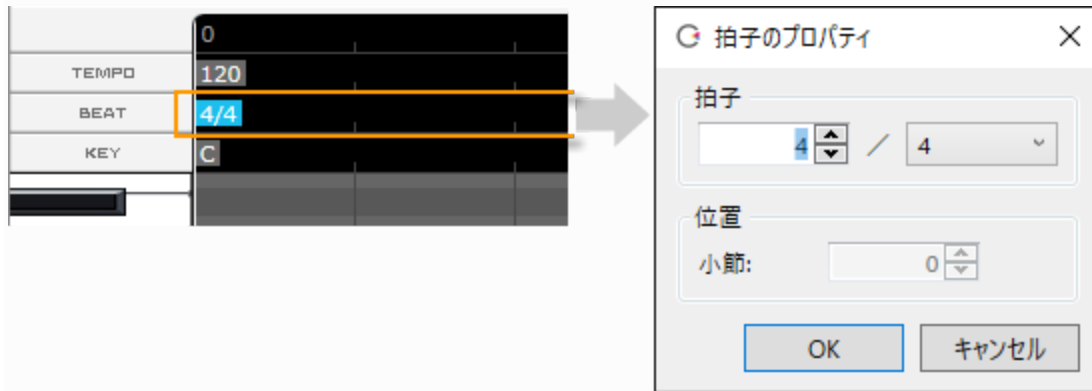 0
TEMPO 120
BEAT 4/4
KEY C
拍子のプロパティ
拍子
4 / 4
位置
小節: 0
OK キャンセル